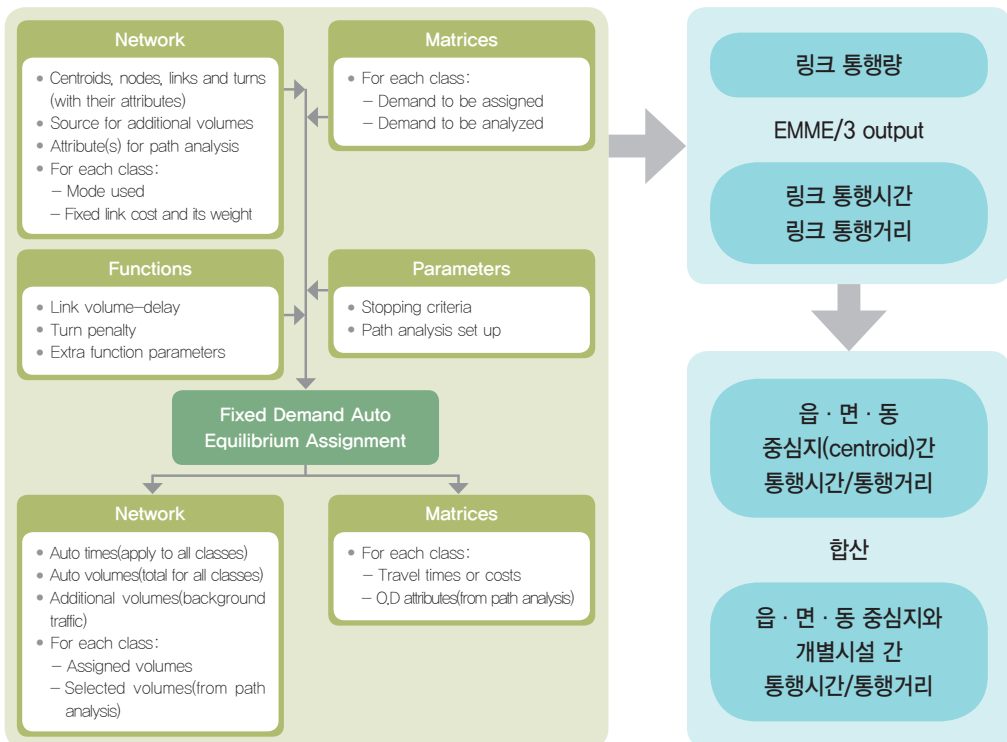 Network
• Centroids, nodes, links and turns
(with their attributes)
• Source for additional volumes
• Attribute(s) for path analysis
• For each class:
– Mode used
– Fixed link cost and its weight
Matrices
• For each class:
– Demand to be assigned
– Demand to be analyzed
Functions
• Link volume-delay
• Turn penalty
• Extra function parameters
Parameters
• Stopping criteria
• Path analysis set up
Fixed Demand Auto
Equilibrium Assignment
Network
• Auto times(apply to all classes)
• Auto volumes(total for all classes)
• Additional volumes(background
traffic)
• For each class:
– Assigned volumes
– Selected volumes(from path
analysis)
Matrices
• For each class:
– Travel times or costs
– O.D attributes(from path analysis)
링크 통행량
EMME/3 output
링크 통행시간
링크 통행거리
읍 · 면 · 동
중심지(centroid)간
통행시간/통행거리
합산
읍 · 면 · 동 중심지와
개별시설 간
통행시간/통행거리